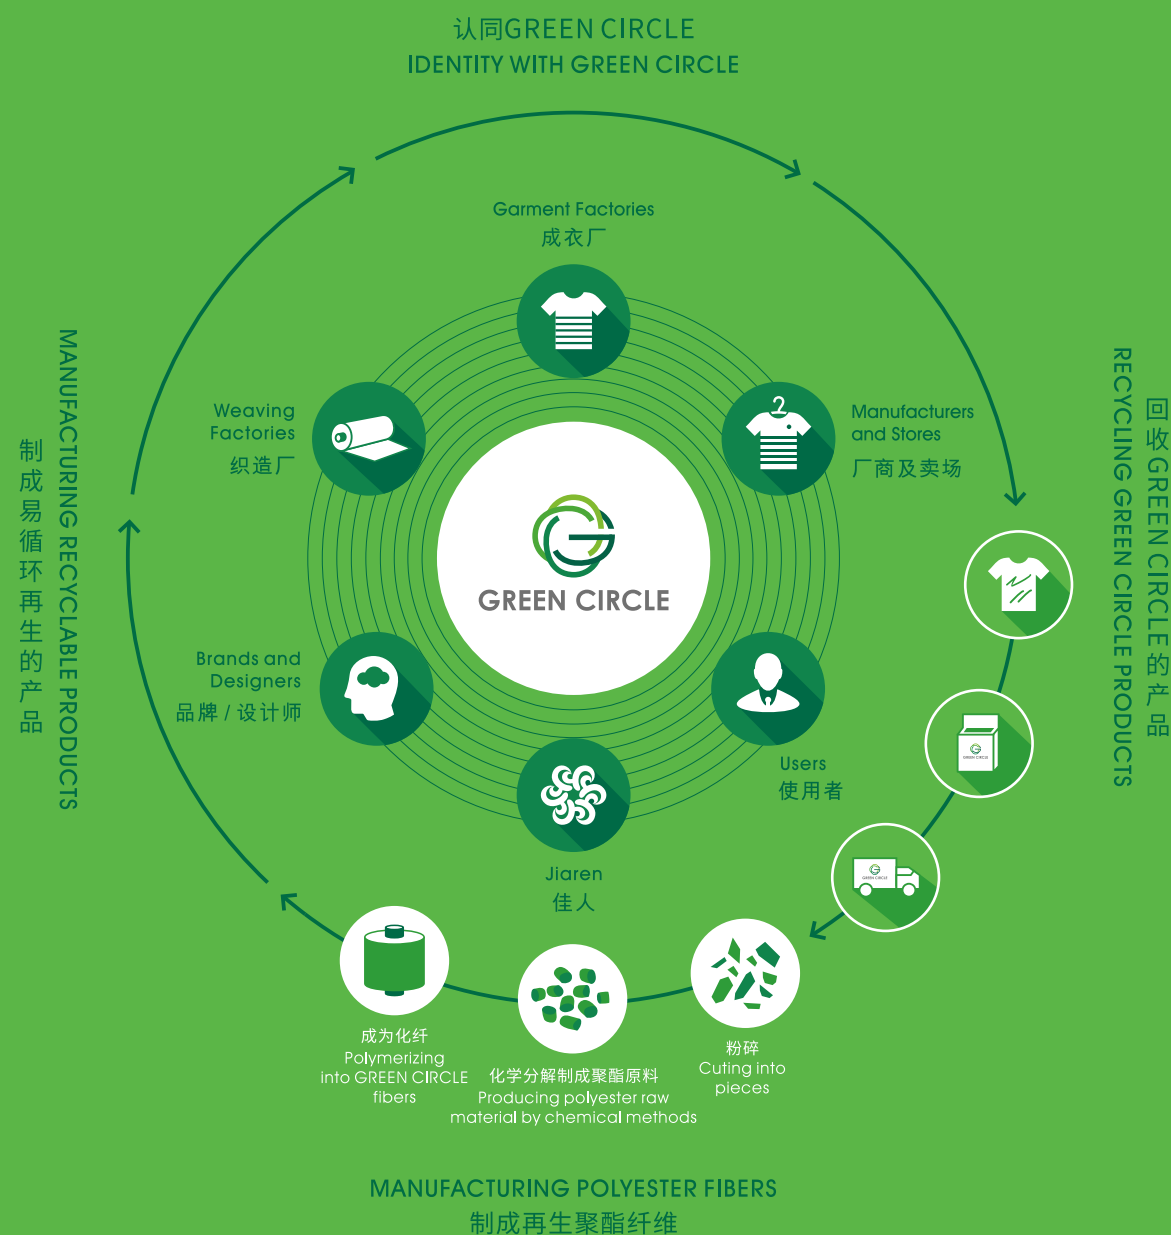 认同GREEN CIRCLE
IDENTITY WITH GREEN CIRCLE
Garment Factories
成衣厂
Weaving
Factories
织造厂
Manufacturers
and Stores
厂商及卖场
MANUFACTURING RECYCLABLE PRODUCTS
制成易循环再生的产品
回收GREEN CIRCLE的产品
RECYCLING GREEN CIRCLE PRODUCTS
GREEN CIRCLE
Brands and
Designers
品牌 / 设计师
Users
使用者
GREEN CIRCLE
GREEN CIRCLE
Jiaren
佳人
成为化纤
Polymerizing
into GREEN CIRCLE
fibers
化学分解制成聚酯原料
Producing polyester raw
material by chemical methods
粉碎
Cuting into
pieces
MANUFACTURING POLYESTER FIBERS
制成再生聚酯纤维